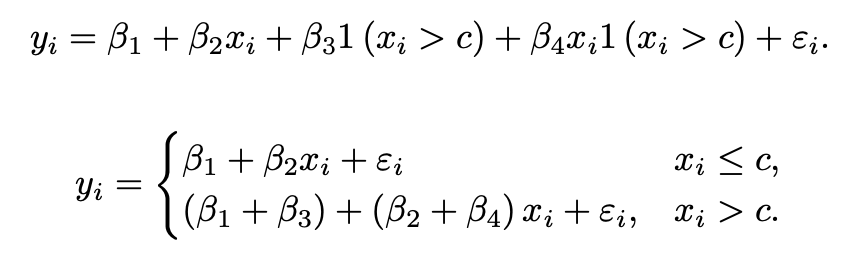 yᵢ = β₁ + β₂xᵢ + β₃1 (xᵢ > c) + β₄xᵢ1 (xᵢ > c) + εᵢ.
yᵢ = { β₁ + β₂xᵢ + εᵢ xᵢ ≤ c,
(β₁ + β₃) + (β₂ + β₄) xᵢ + εᵢ, xᵢ > c.